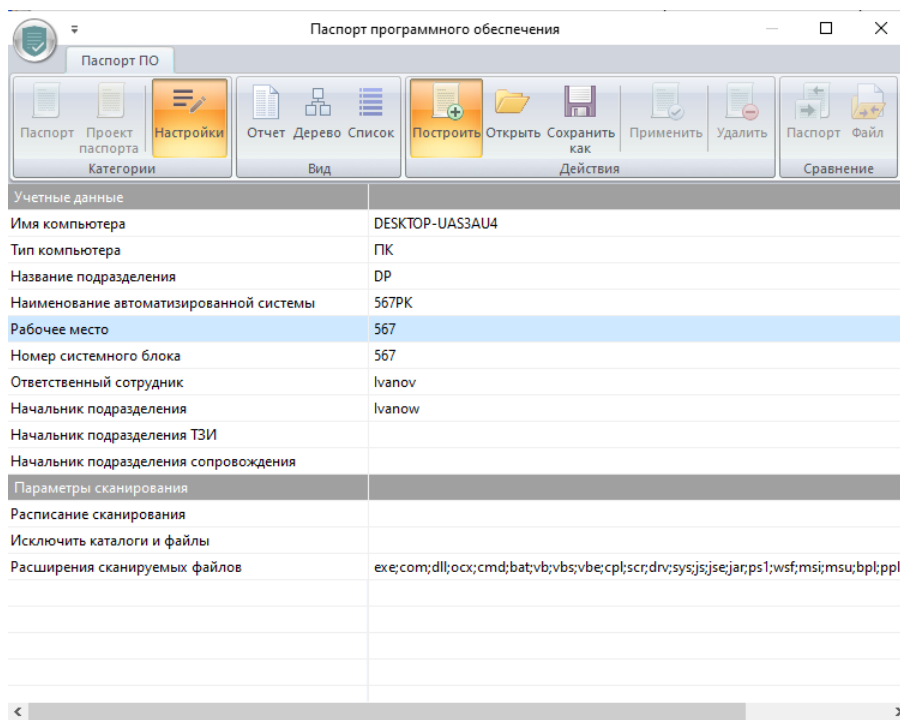 Паспорт программного обеспечения
Паспорт ПО
Паспорт Проект паспорта Настройки Отчет Дерево Список Построить Открыть Сохранить как Применить Удалить Паспорт Файл
Категории Вид Действия Сравнение
Учетные данные
Имя компьютера DESKTOP-UAS3AU4
Тип компьютера ПК
Название подразделения DP
Наименование автоматизированной системы 567PK
Рабочее место 567
Номер системного блока 567
Ответственный сотрудник Ivanov
Начальник подразделения Ivanow
Начальник подразделения ТЗИ
Начальник подразделения сопровождения
Параметры сканирования
Расписание сканирования
Исключить каталоги и файлы
Расширения сканируемых файлов exe;com;dll;ocx;cmd;bat;vb;vbs;vbe;cpl;scr;drv;sys;js;jse;jar;ps1;wsf;msi;msu;bpl;ppl